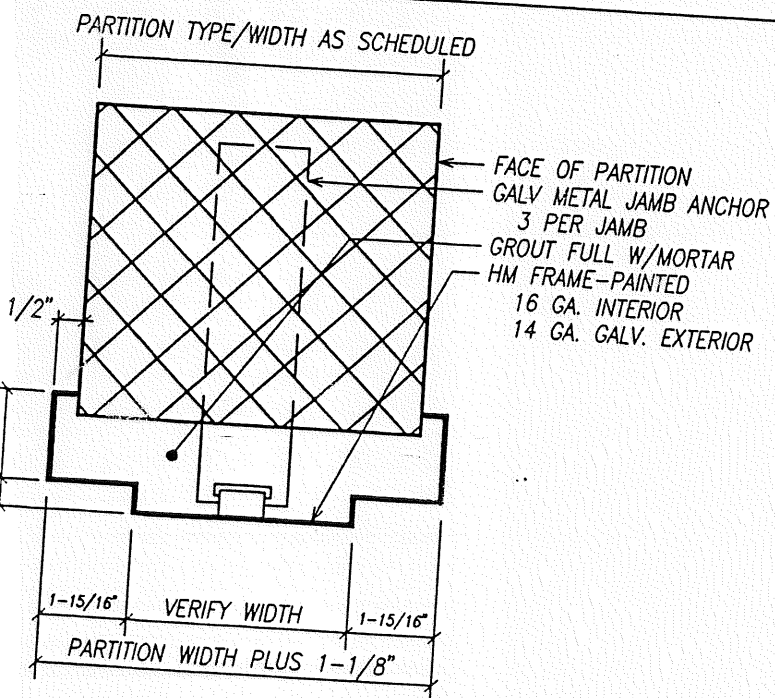 PARTITION TYPE/WIDTH AS SCHEDULED
FACE OF PARTITION
GALV METAL JAMB ANCHOR
3 PER JAMB
GROUT FULL W/MORTAR
HM FRAME-PAINTED
16 GA. INTERIOR
14 GA. GALV. EXTERIOR
1/2"
1-15/16"
VERIFY WIDTH
1-15/16"
PARTITION WIDTH PLUS 1-1/8"